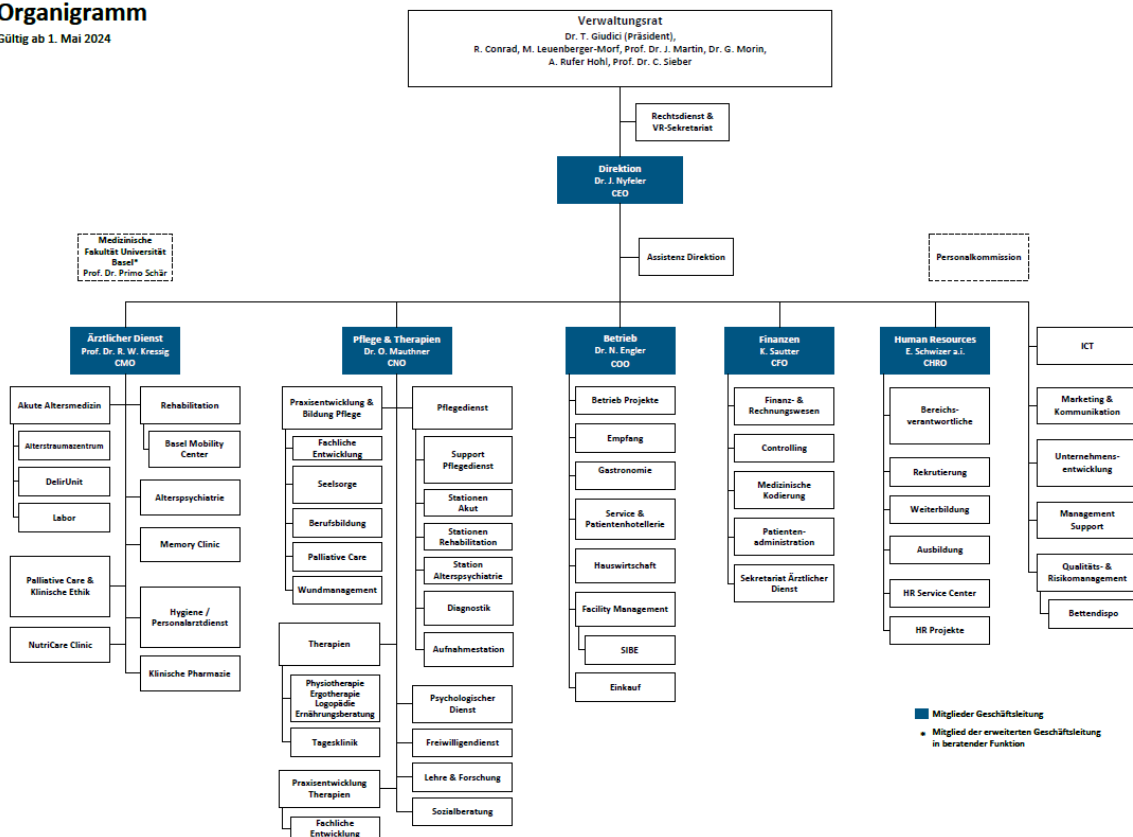 Organigramm
Gültig ab 1. Mai 2024
Verwaltungsrat
Dr. T. Giudici (Präsident),
R. Conrad, M. Leuenberger-Morf, Prof. Dr. J. Martin, Dr. G. Morin,
A. Rufer Hohl, Prof. Dr. C. Sieber
Rechtsdienst &
VR-Sekretariat
Direktion
Dr. J. Nyfeler
CEO
Medizinische
Fakultät Universität
Basel*
Prof. Dr. Primo Schär
Assistenz Direktion
Personalkommission
Ärztlicher Dienst
Prof. Dr. R. W. Kressig
CMO
Akute Altersmedizin
Alterstraumazentrum
DelirUnit
Labor
Palliative Care &
Klinische Ethik
NutriCare Clinic
Rehabilitation
Basel Mobility
Center
Alterspsychiatrie
Memory Clinic
Hygiene /
Personalarztdienst
Klinische Pharmazie
Pflege & Therapien
Dr. O. Mauthner
CNO
Praxisentwicklung &
Bildung Pflege
Fachliche
Entwicklung
Seelsorge
Berufsbildung
Palliative Care
Wundmanagement
Therapien
Physiotherapie
Ergotherapie
Logopädie
Ernährungsberatung
Tagesklinik
Praxisentwicklung
Therapien
Fachliche
Entwicklung
Pflegedienst
Support
Pflegedienst
Stationen
Akut
Stationen
Rehabilitation
Station
Alterspsychiatrie
Diagnostik
Aufnahmestation
Psychologischer
Dienst
Freiwilligendienst
Lehre & Forschung
Sozialberatung
Betrieb
Dr. N. Engler
COO
Betrieb Projekte
Empfang
Gastronomie
Service &
Patientenhotellerie
Hauswirtschaft
Facility Management
SIBE
Einkauf
Finanzen
K. Sautter
CFO
Finanz- &
Rechnungswesen
Controlling
Medizinische
Kodierung
Patienten-
administration
Sekretariat Ärztlicher
Dienst
Human Resources
E. Schwizer a.i.
CHRO
Bereichs-
verantwortliche
Rekrutierung
Weiterbildung
Ausbildung
HR Service Center
HR Projekte
ICT
Marketing &
Kommunikation
Unternehmens-
entwicklung
Management
Support
Qualitäts- &
Risikomanagement
Bettendispo
Mitglieder Geschäftsleitung
* Mitglied der erweiterten Geschäftsleitung
in beratender Funktion